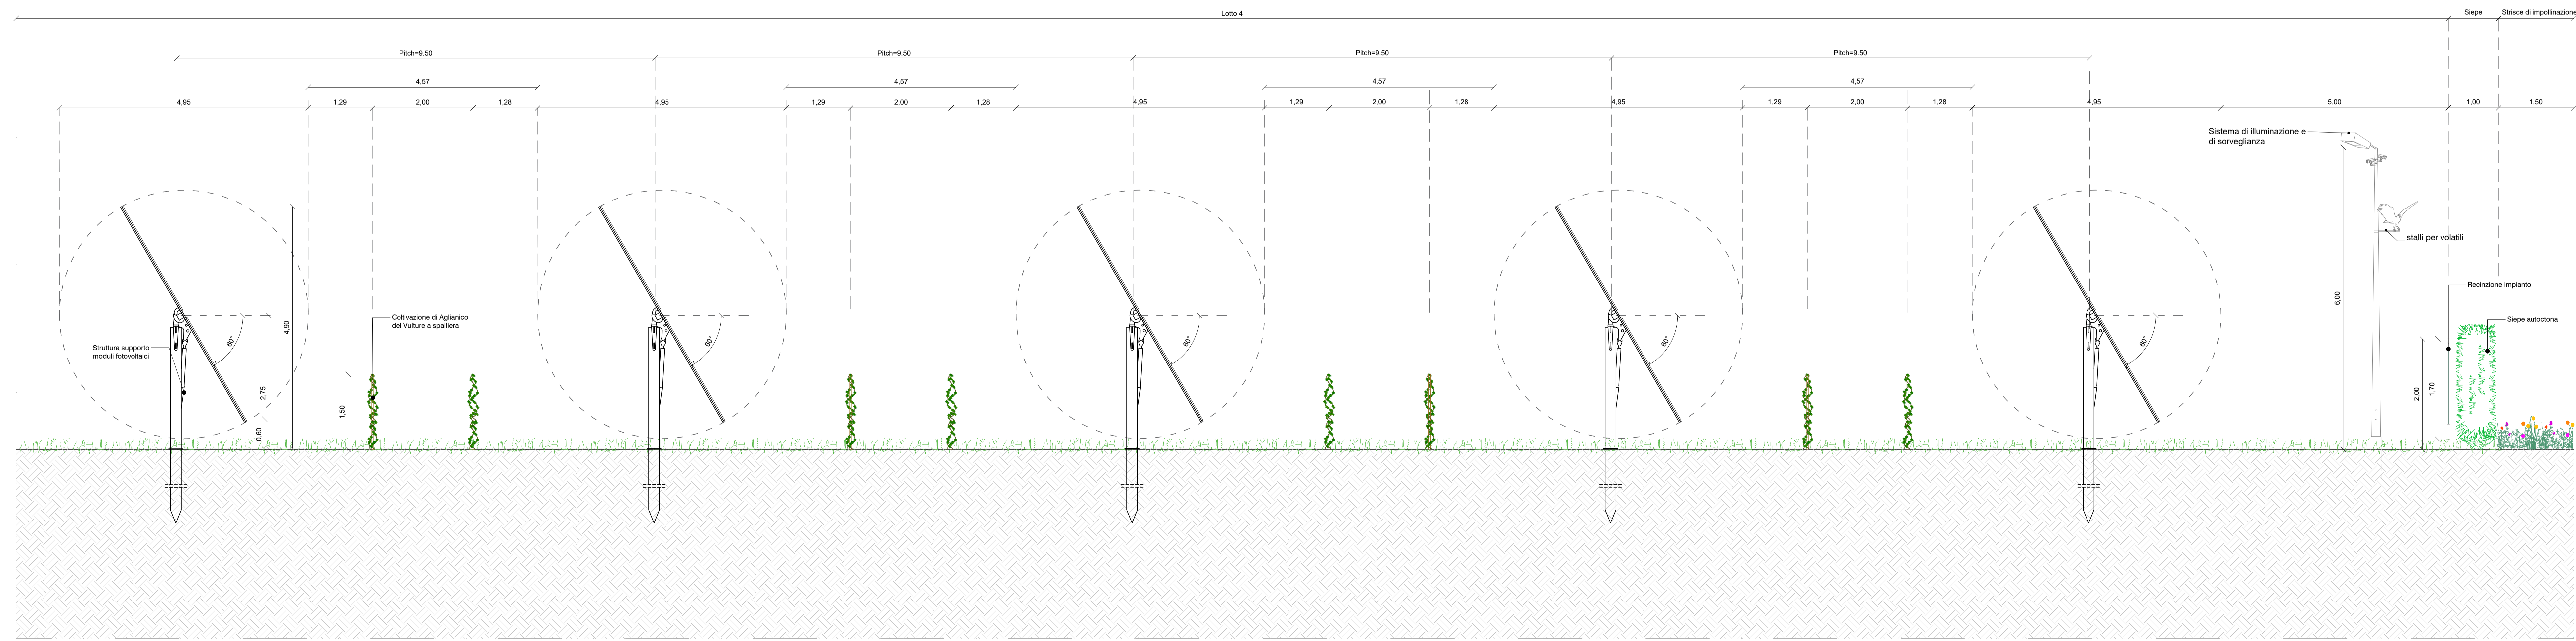 Lotto 4
Siepe
Strisce di impollinazione
Pitch=9.50
Pitch=9.50
Pitch=9.50
Pitch=9.50
4,57
4,57
4,57
4,57
4,95
1,29
2,00
1,28
4,95
1,29
2,00
1,28
4,95
1,29
2,00
1,28
4,95
1,29
2,00
1,28
4,95
5,00
1,00
1,50
Sistema di illuminazione e
di sorveglianza
stalli per volatili
Recinzione impianto
Siepe autoctona
6,00
2,00
1,70
Coltivazione di Aglianico
del Vulture a spalliera
Struttura supporto
moduli fotovoltaici
60°
60°
60°
60°
60°
4,90
2,75
0,60
1,50